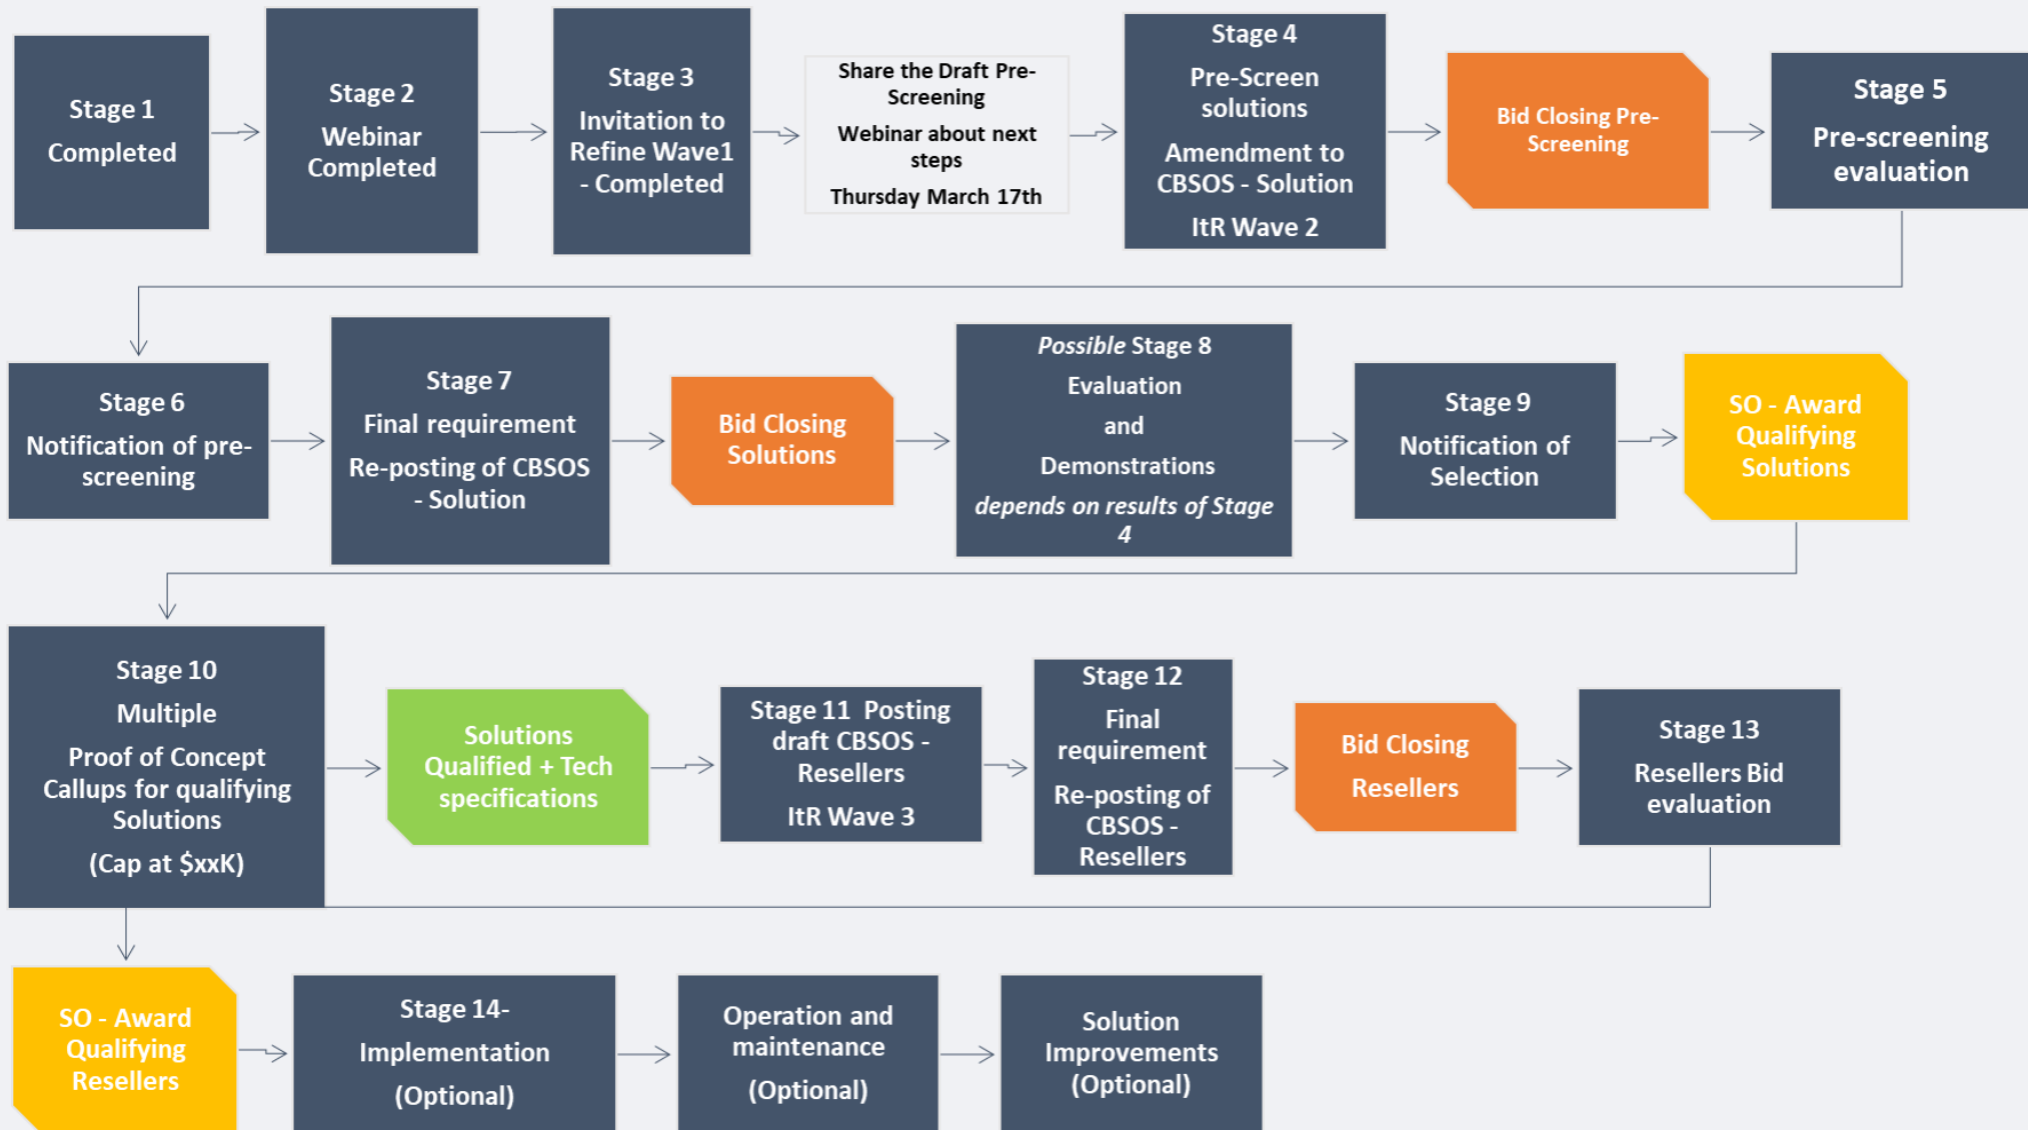 Stage 1
Completed
Stage 2
Webinar
Completed
Stage 3
Invitation to
Refine Wave1
- Completed
Share the Draft Pre-
Screening
Webinar about next
steps
Thursday March 17th
Stage 4
Pre-Screen
solutions
Amendment to
CBSOS - Solution
ItR Wave 2
Bid Closing Pre-
Screening
Stage 5
Pre-screening
evaluation
Stage 6
Notification of pre-
screening
Stage 7
Final requirement
Re-posting of CBSOS
- Solution
Bid Closing
Solutions
Possible Stage 8
Evaluation
and
Demonstrations
depends on results of Stage
4
Stage 9
Notification of
Selection
SO - Award
Qualifying
Solutions
Stage 10
Multiple
Proof of Concept
Callups for qualifying
Solutions
(Cap at $xxK)
Solutions
Qualified + Tech
specifications
Stage 11 Posting
draft CBSOS -
Resellers
ItR Wave 3
Stage 12
Final
requirement
Re-posting of
CBSOS -
Resellers
Bid Closing
Resellers
Stage 13
Resellers Bid
evaluation
SO - Award
Qualifying
Resellers
Stage 14-
Implementation
(Optional)
Operation and
maintenance
(Optional)
Solution
Improvements
(Optional)